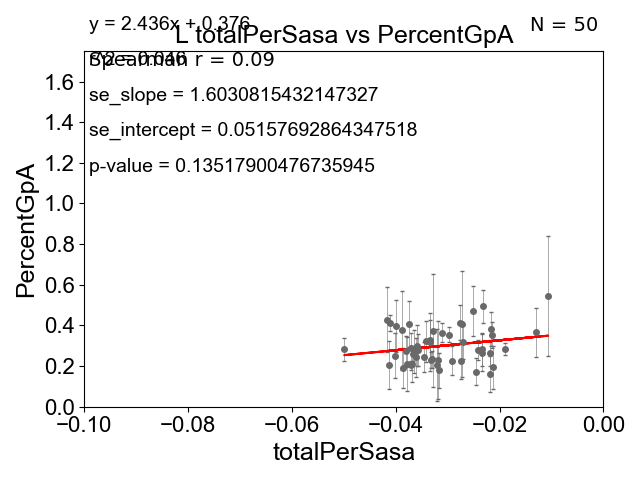 y = 2.436x + 0.376
N = 50
L totalPerSasa vs PercentGpA
Spearman r = 0.09
se_slope = 1.6030815432147327
se_intercept = 0.05157692864347518
p-value = 0.13517900476735945
PercentGpA
1.6
1.4
1.2
1.0
0.8
0.6
0.4
0.2
0.0
−0.10 −0.08 −0.06 −0.04 −0.02 0.00
totalPerSasa